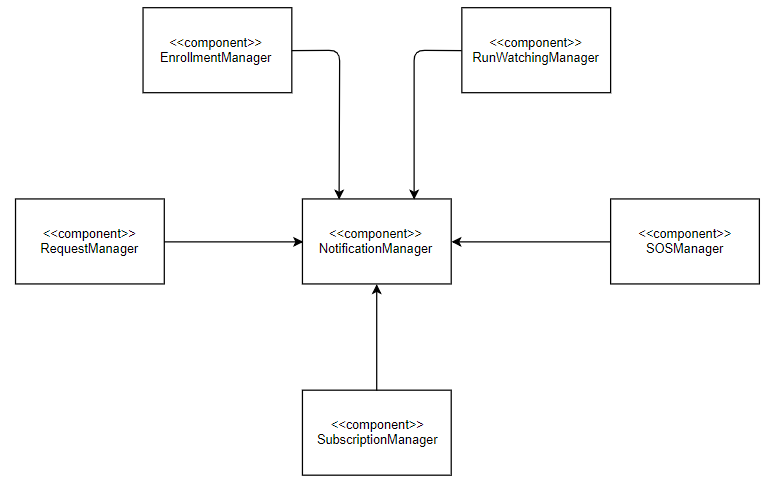 <<component>>
EnrollmentManager
<<component>>
RunWatchingManager
<<component>>
RequestManager
<<component>>
NotificationManager
<<component>>
SOSManager
<<component>>
SubscriptionManager